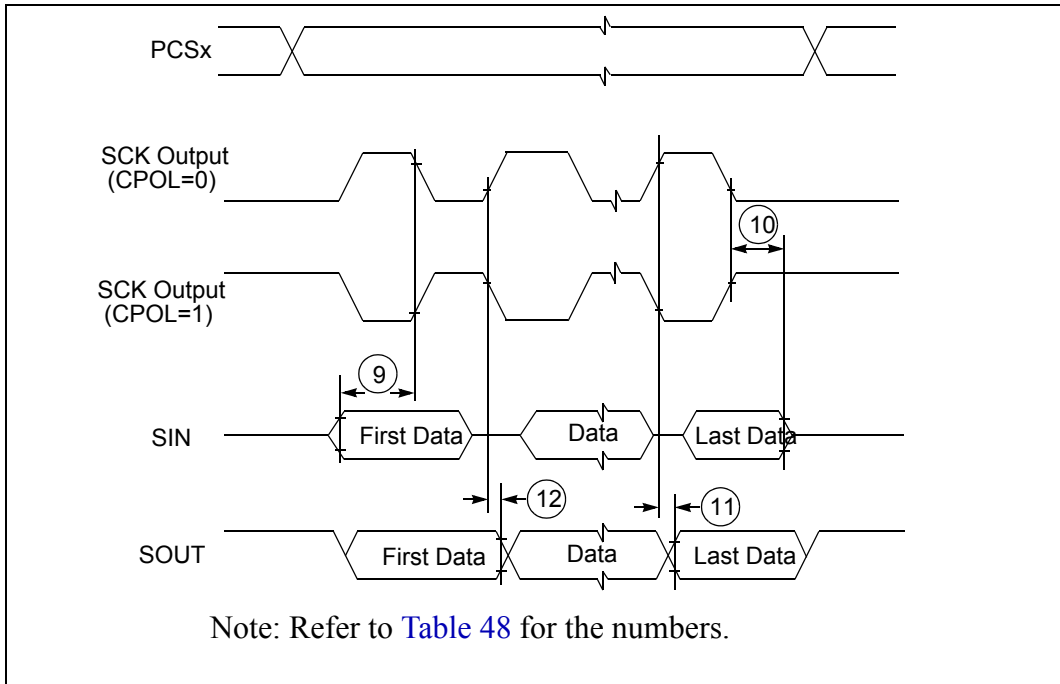 PCSx
SCK Output
(CPOL=0)
10
SCK Output
(CPOL=1)
9
SIN
First Data
Data
Last Data
12
11
SOUT
First Data
Data
Last Data
Note: Refer to Table 48 for the numbers.